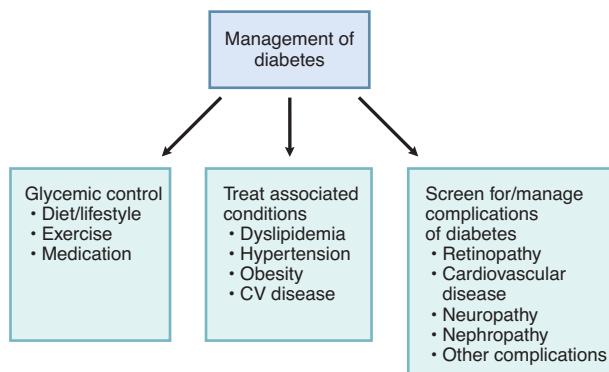 Management of
diabetes
Glycemic control
• Diet/lifestyle
• Exercise
• Medication
Treat associated
conditions
• Dyslipidemia
• Hypertension
• Obesity
• CV disease
Screen for/manage
complications
of diabetes
• Retinopathy
• Cardiovascular
disease
• Neuropathy
• Nephropathy
• Other complications